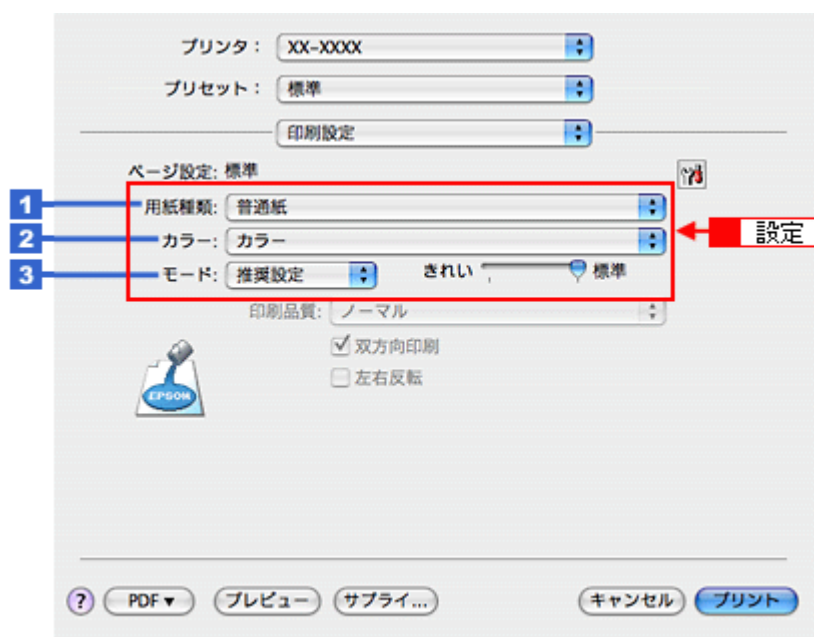 プリンタ： XX-XXXX
プリセット： 標準
印刷設定
ページ設定: 標準
1 用紙種類: 普通紙
設定
2 カラー: カラー
3 モード: 推奨設定 きれい 標準
印刷品質: ノーマル
双方向印刷
左右反転
EPSON
? PDF▼ プレビュー サプライ... キャンセル プリント